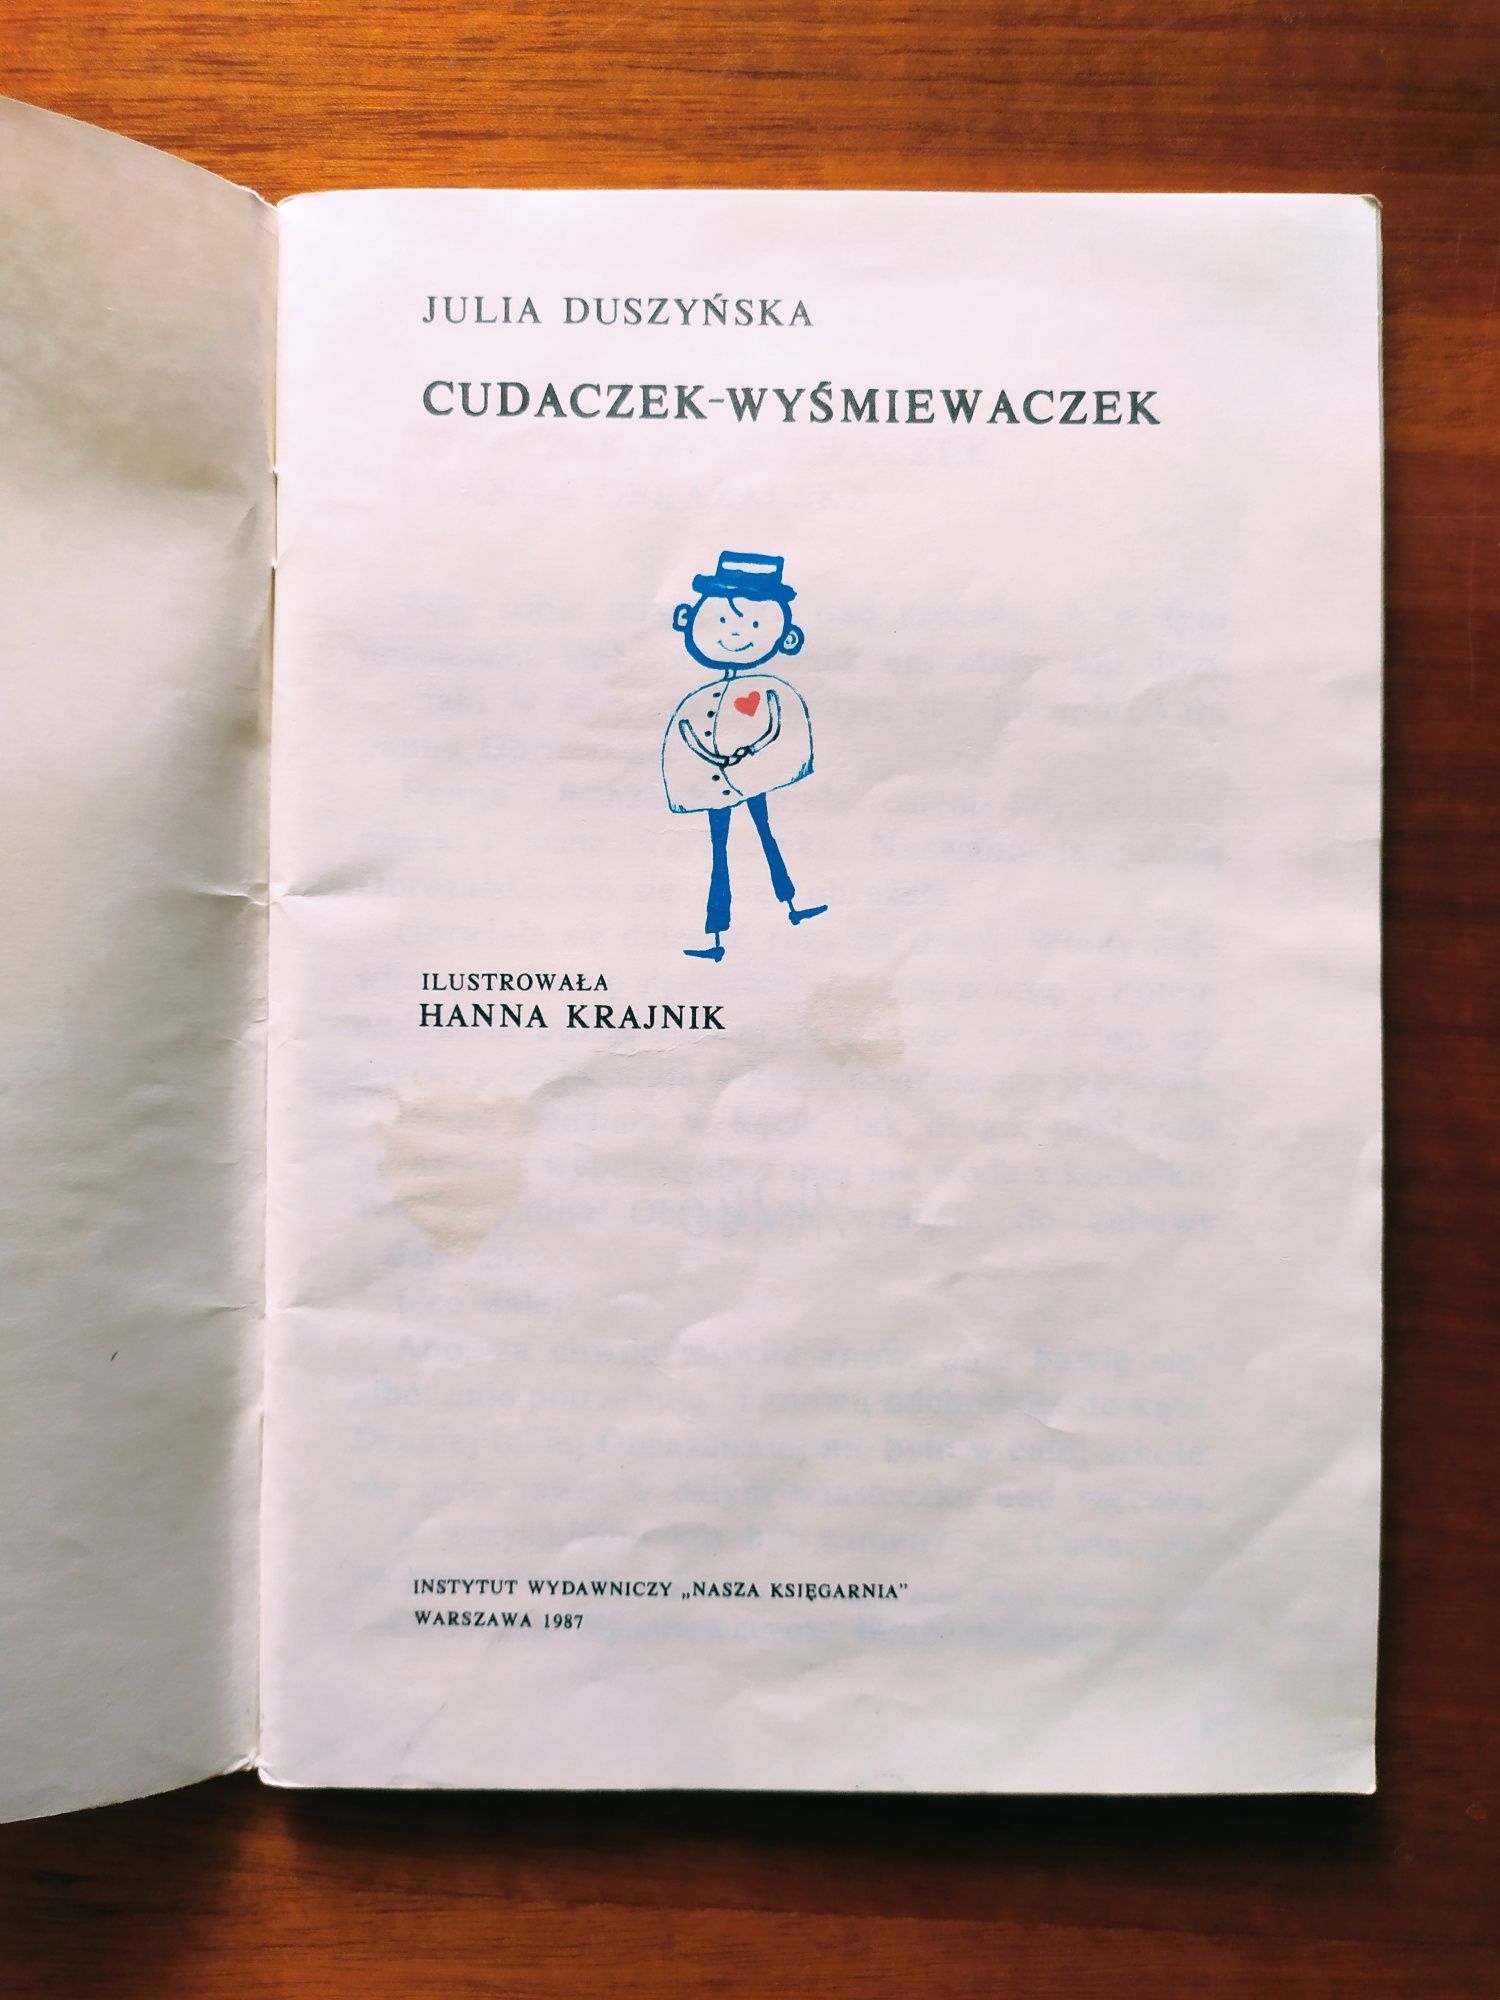 JULIA DUSZYŃSKA
CUDACZEK-WYŚMIEWACZEK
ILUSTROWAŁA
HANNA KRAJNIK
INSTYTUT WYDAWNICZY „NASZA KSIĘGARNIA”
WARSZAWA 1987